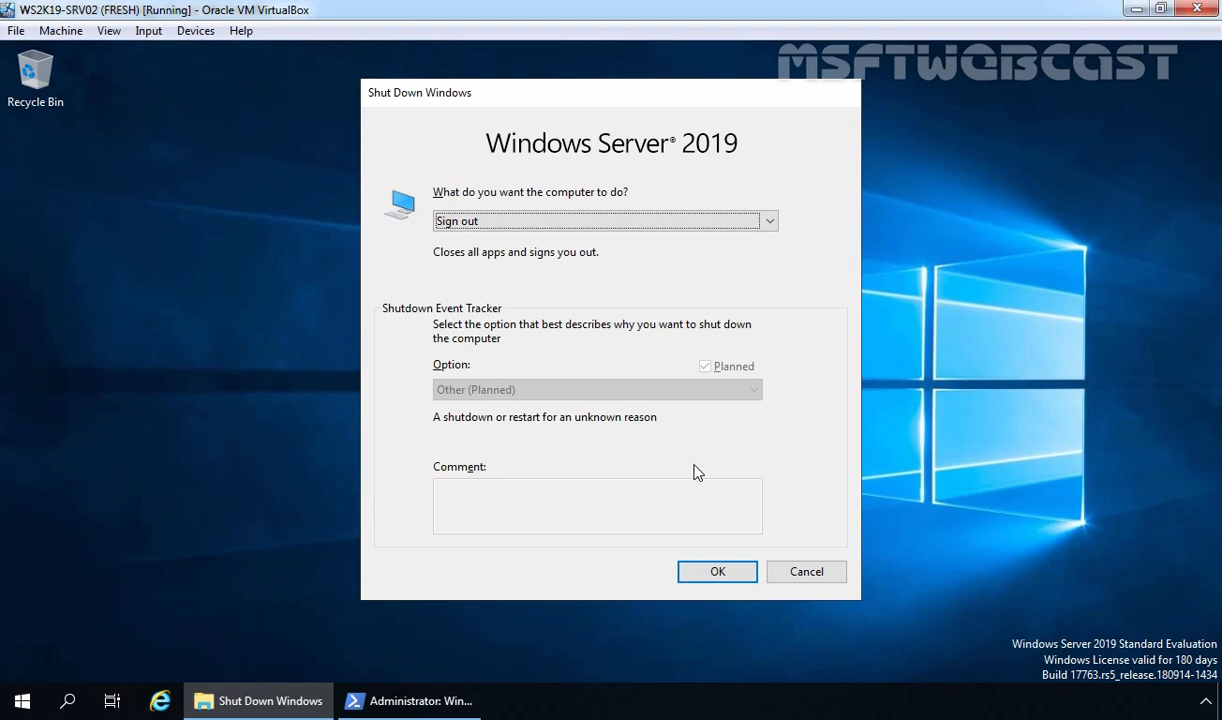 WS2K19-SRV02 (FRESH) [Running] - Oracle VM VirtualBox
File Machine View Input Devices Help
MSFTWEBCAST
Recycle Bin
Shut Down Windows
Windows Server® 2019
What do you want the computer to do?
Sign out
Closes all apps and signs you out.
Shutdown Event Tracker
Select the option that best describes why you want to shut down
the computer
Option:
Planned
Other (Planned)
A shutdown or restart for an unknown reason
Comment:
OK Cancel
Windows Server 2019 Standard Evaluation
Windows License valid for 180 days
Build 17763.rs5_release.180914-1434
Shut Down Windows
Administrator: Win...